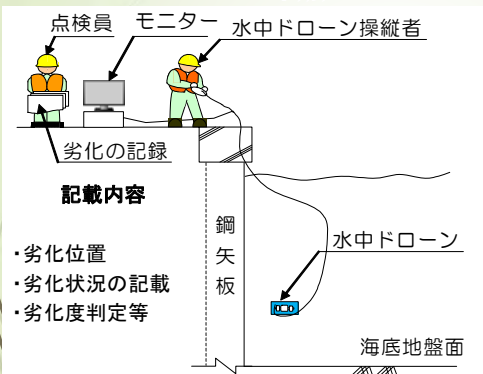 点検員
モニター
水中ドローン操縦者
劣化の記録
記載内容
・劣化位置
・劣化状況の記載
・劣化度判定等
鋼矢板
水中ドローン
海底地盤面